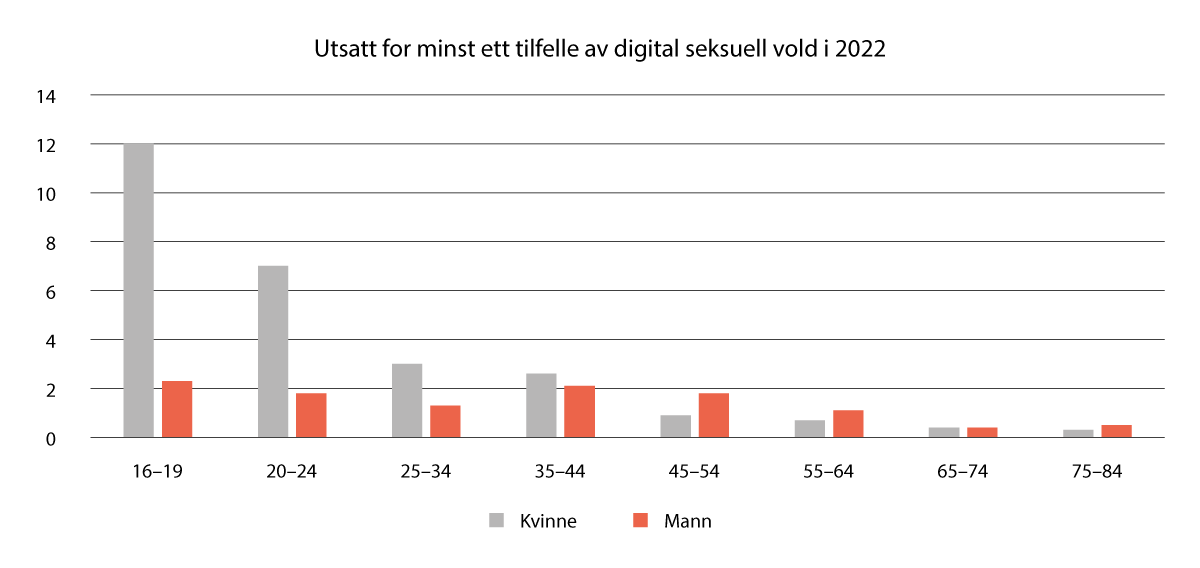 Utsatt for minst ett tilfelle av digital seksuell vold i 2022
14
12
10
8
6
4
2
0
16–19 20–24 25–34 35–44 45–54 55–64 65–74 75–84
Kvinne Mann